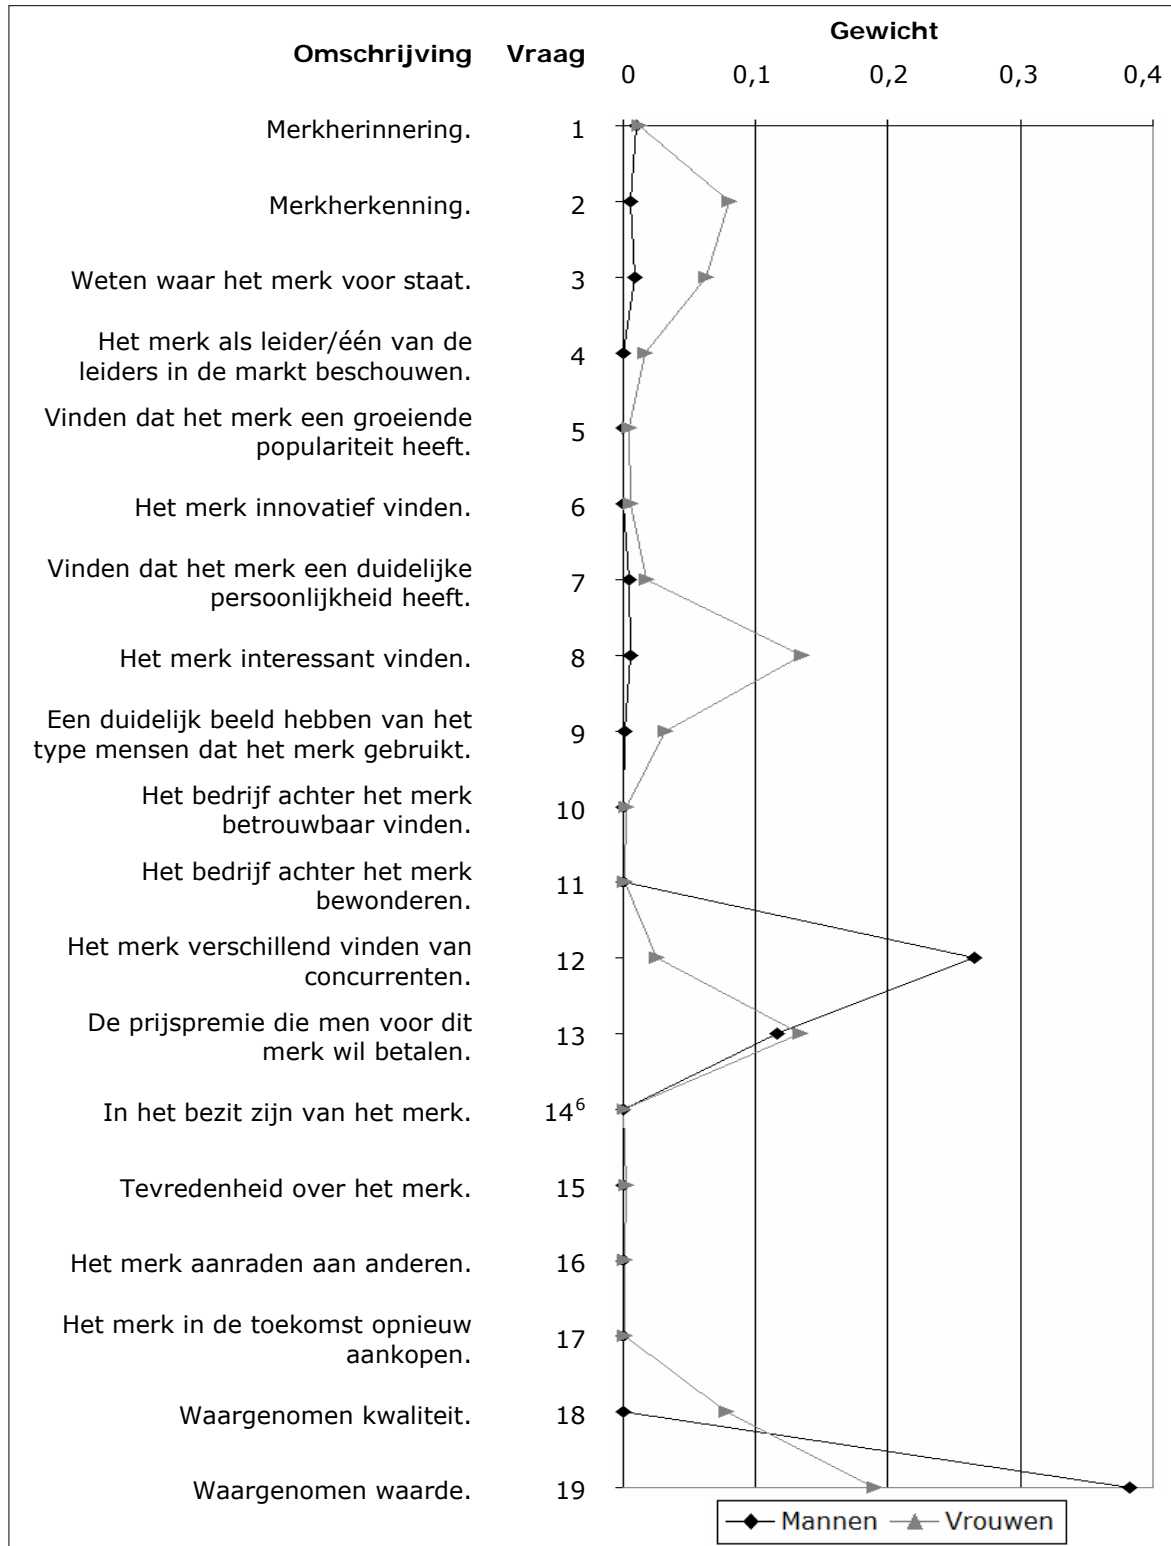 Gewicht
Omschrijving Vraag
0 0,1 0,2 0,3 0,4
Merkherinnering. 1
Merkherkenning. 2
Weten waar het merk voor staat. 3
Het merk als leider/één van de
leiders in de markt beschouwen. 4
Vinden dat het merk een groeiende
populariteit heeft. 5
Het merk innovatief vinden. 6
Vinden dat het merk een duidelijke
persoonlijkheid heeft. 7
Het merk interessant vinden. 8
Een duidelijk beeld hebben van het
type mensen dat het merk gebruikt. 9
Het bedrijf achter het merk
betrouwbaar vinden. 10
Het bedrijf achter het merk
bewonderen. 11
Het merk verschillend vinden van
concurrenten. 12
De prijspremie die men voor dit
merk wil betalen. 13
In het bezit zijn van het merk. 14⁶
Tevredenheid over het merk. 15
Het merk aanraden aan anderen. 16
Het merk in de toekomst opnieuw
aankopen. 17
Waargenomen kwaliteit. 18
Waargenomen waarde. 19
Mannen Vrouwen